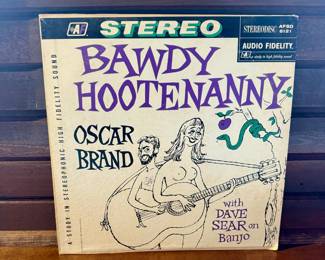 A
STEREO
STEREODISC
AFSD 6121
AUDIO FIDELITY
BAWDY
HOOTENANNY
OSCAR
BRAND
with
DAVE
SEAR on
Banjo
A STUDY IN STEREOPHONIC HIGH FIDELITY SOUND